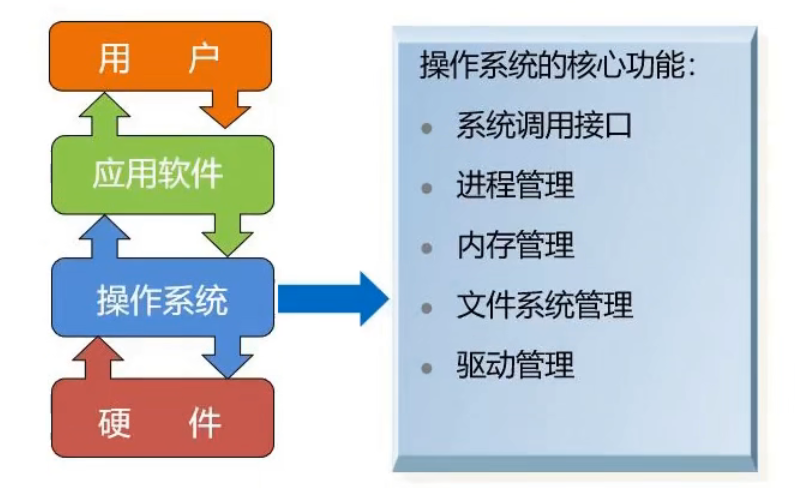 用 户
应用软件
操作系统
硬 件
操作系统的核心功能：
系统调用接口
进程管理
内存管理
文件系统管理
驱动管理